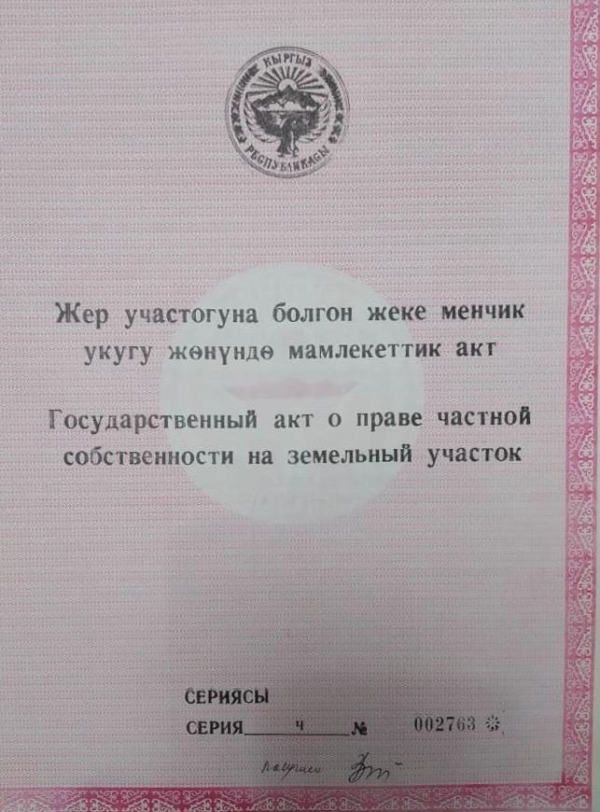 КЫРГЫЗ
РЕСПУБЛИКАСЫ
Жер участогуна болгон жеке менчик
укугу жөнүндө мамлекеттик акт
Государственный акт о праве частной
собственности на земельный участок
СЕРИЯСЫ
СЕРИЯ ч № 002763